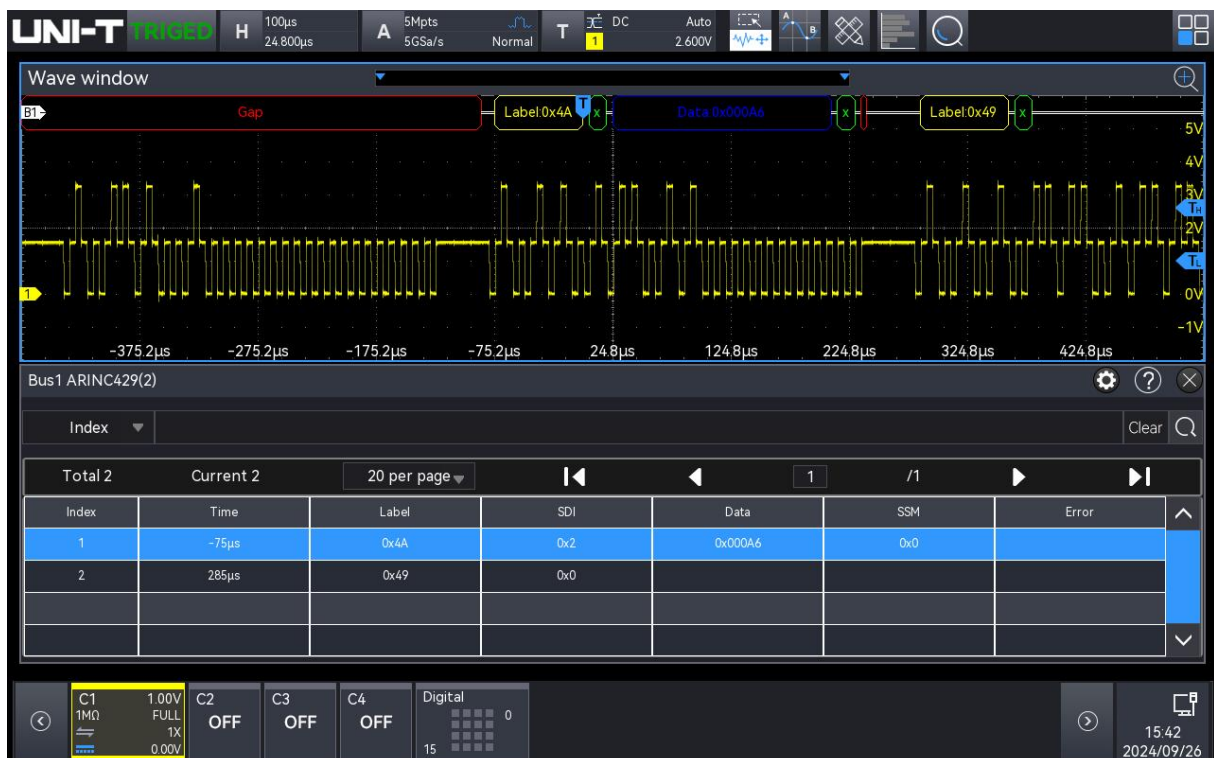 UNI-T TRIGED H 100µs 24.800µs A 5Mpts 5GSa/s Normal T DC 1 Auto 2.600V A B
Wave window
B1 Gap Label:0x4A T x Data:0x000A6 x Label:0x49 x
5V
4V
3V
TH
2V
TL
1 0V
-1V
-375.2µs -275.2µs -175.2µs -75.2µs 24.8µs 124.8µs 224.8µs 324.8µs 424.8µs
Bus1 ARINC429(2)
Index Clear
Total 2 Current 2 20 per page 1 /1
Index Time Label SDI Data SSM Error
1 -75µs 0x4A 0x2 0x000A6 0x0
2 285µs 0x49 0x0
C1 1.00V C2 C3 C4 Digital
1MΩ FULL OFF OFF OFF 0
1X
0.00V 15
15:42
2024/09/26